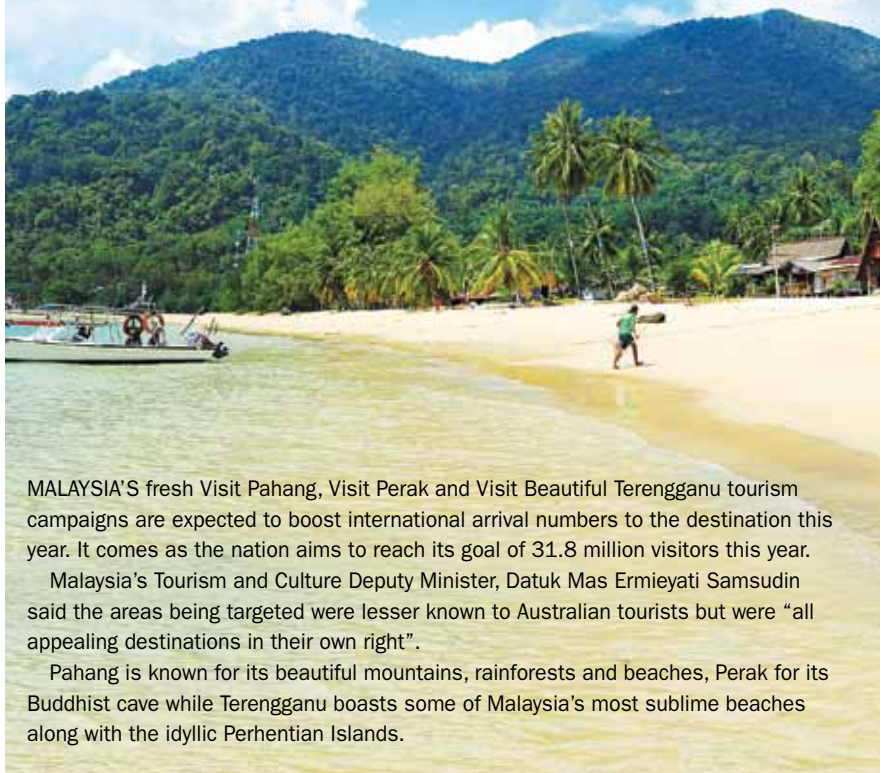 MALAYSIA'S fresh Visit Pahang, Visit Perak and Visit Beautiful Terengganu tourism
campaigns are expected to boost international arrival numbers to the destination this
year. It comes as the nation aims to reach its goal of 31.8 million visitors this year.
Malaysia's Tourism and Culture Deputy Minister, Datuk Mas Ermieyati Samsudin
said the areas being targeted were lesser known to Australian tourists but were “all
appealing destinations in their own right”.
Pahang is known for its beautiful mountains, rainforests and beaches, Perak for its
Buddhist cave while Terengganu boasts some of Malaysia's most sublime beaches
along with the idyllic Perhentian Islands.